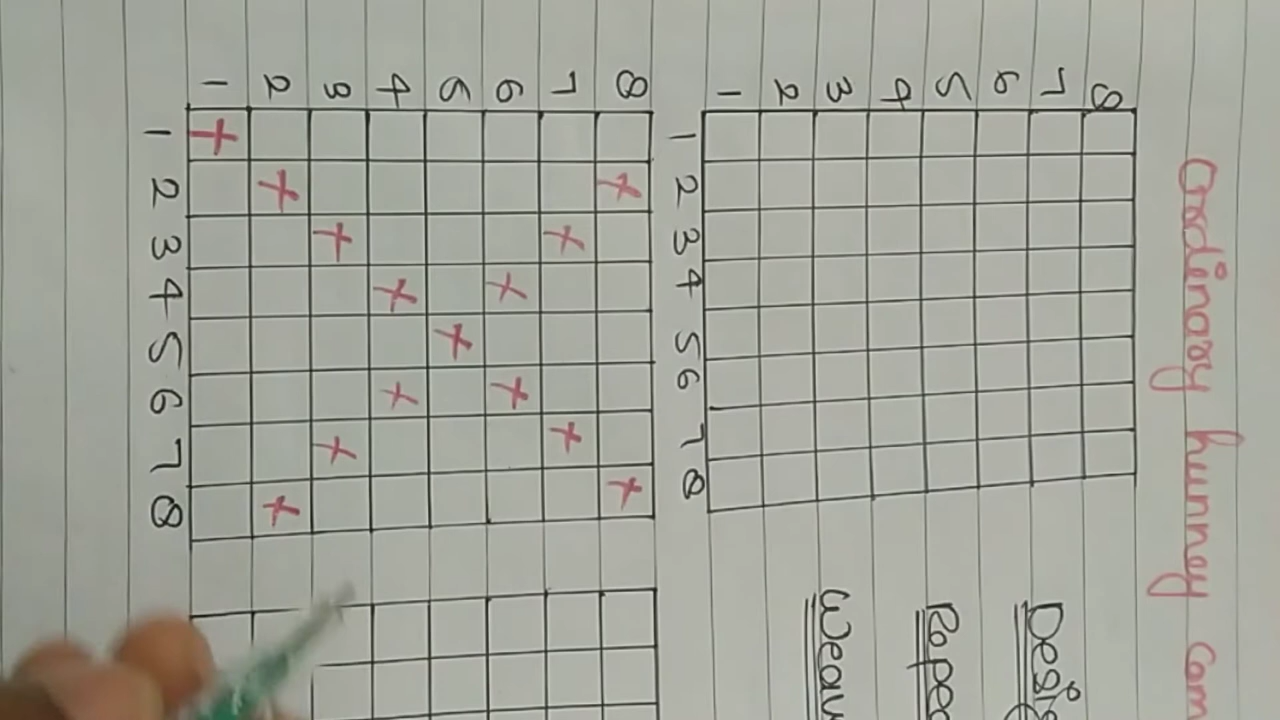 Ordinory hunney com
8
7 Desig
6
5 Repe
4
3 Weav
2
1
1 2 3 4 5 6 7 8
8 x x
7 x x
6 x x
5 x
4 x x
3 x x
2 x x
1 x
1 2 3 4 5 6 7 8